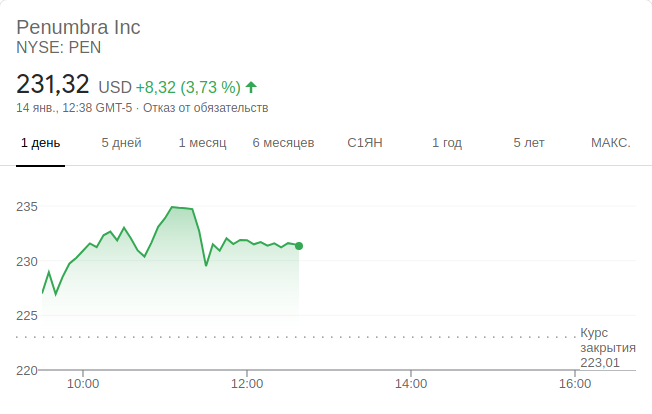 Penumbra Inc
NYSE: PEN
231,32 USD +8,32 (3,73 %)
14 янв., 12:38 GMT-5 · Отказ от обязательств
1 день 5 дней 1 месяц 6 месяцев С1ЯН 1 год 5 лет МАКС.
235
230
225
Курс
закрытия
223,01
220
10:00 12:00 14:00 16:00